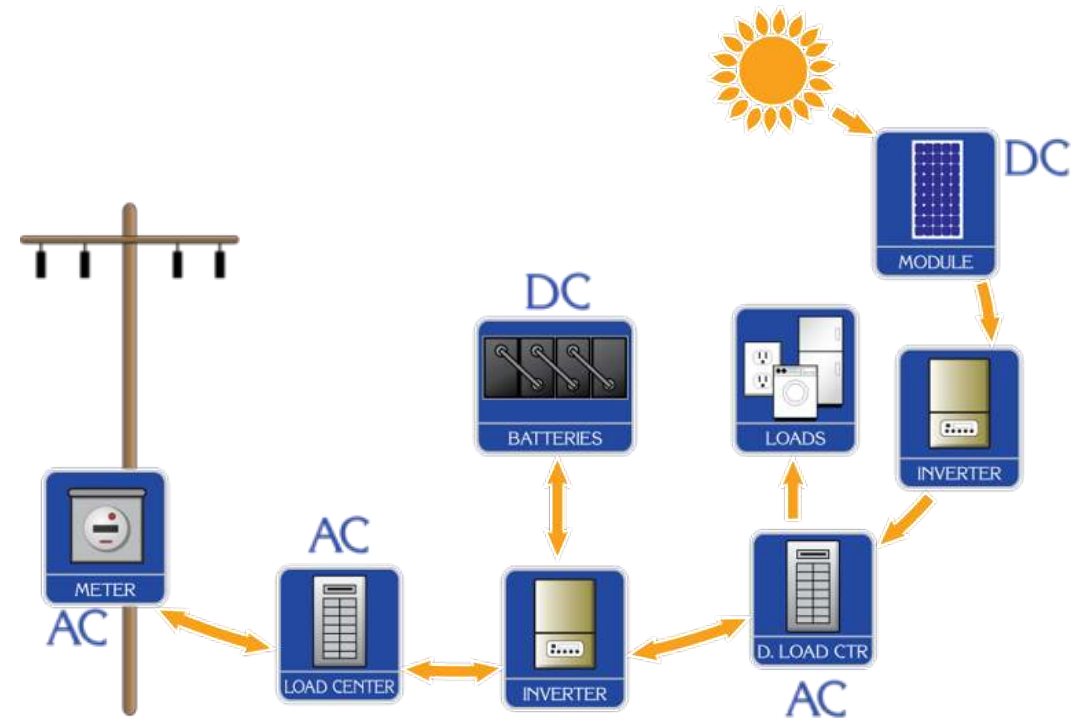 DC
MODULE
DC
BATTERIES
LOADS
INVERTER
METER
AC
AC
LOAD CENTER
INVERTER
D. LOAD CTR
AC